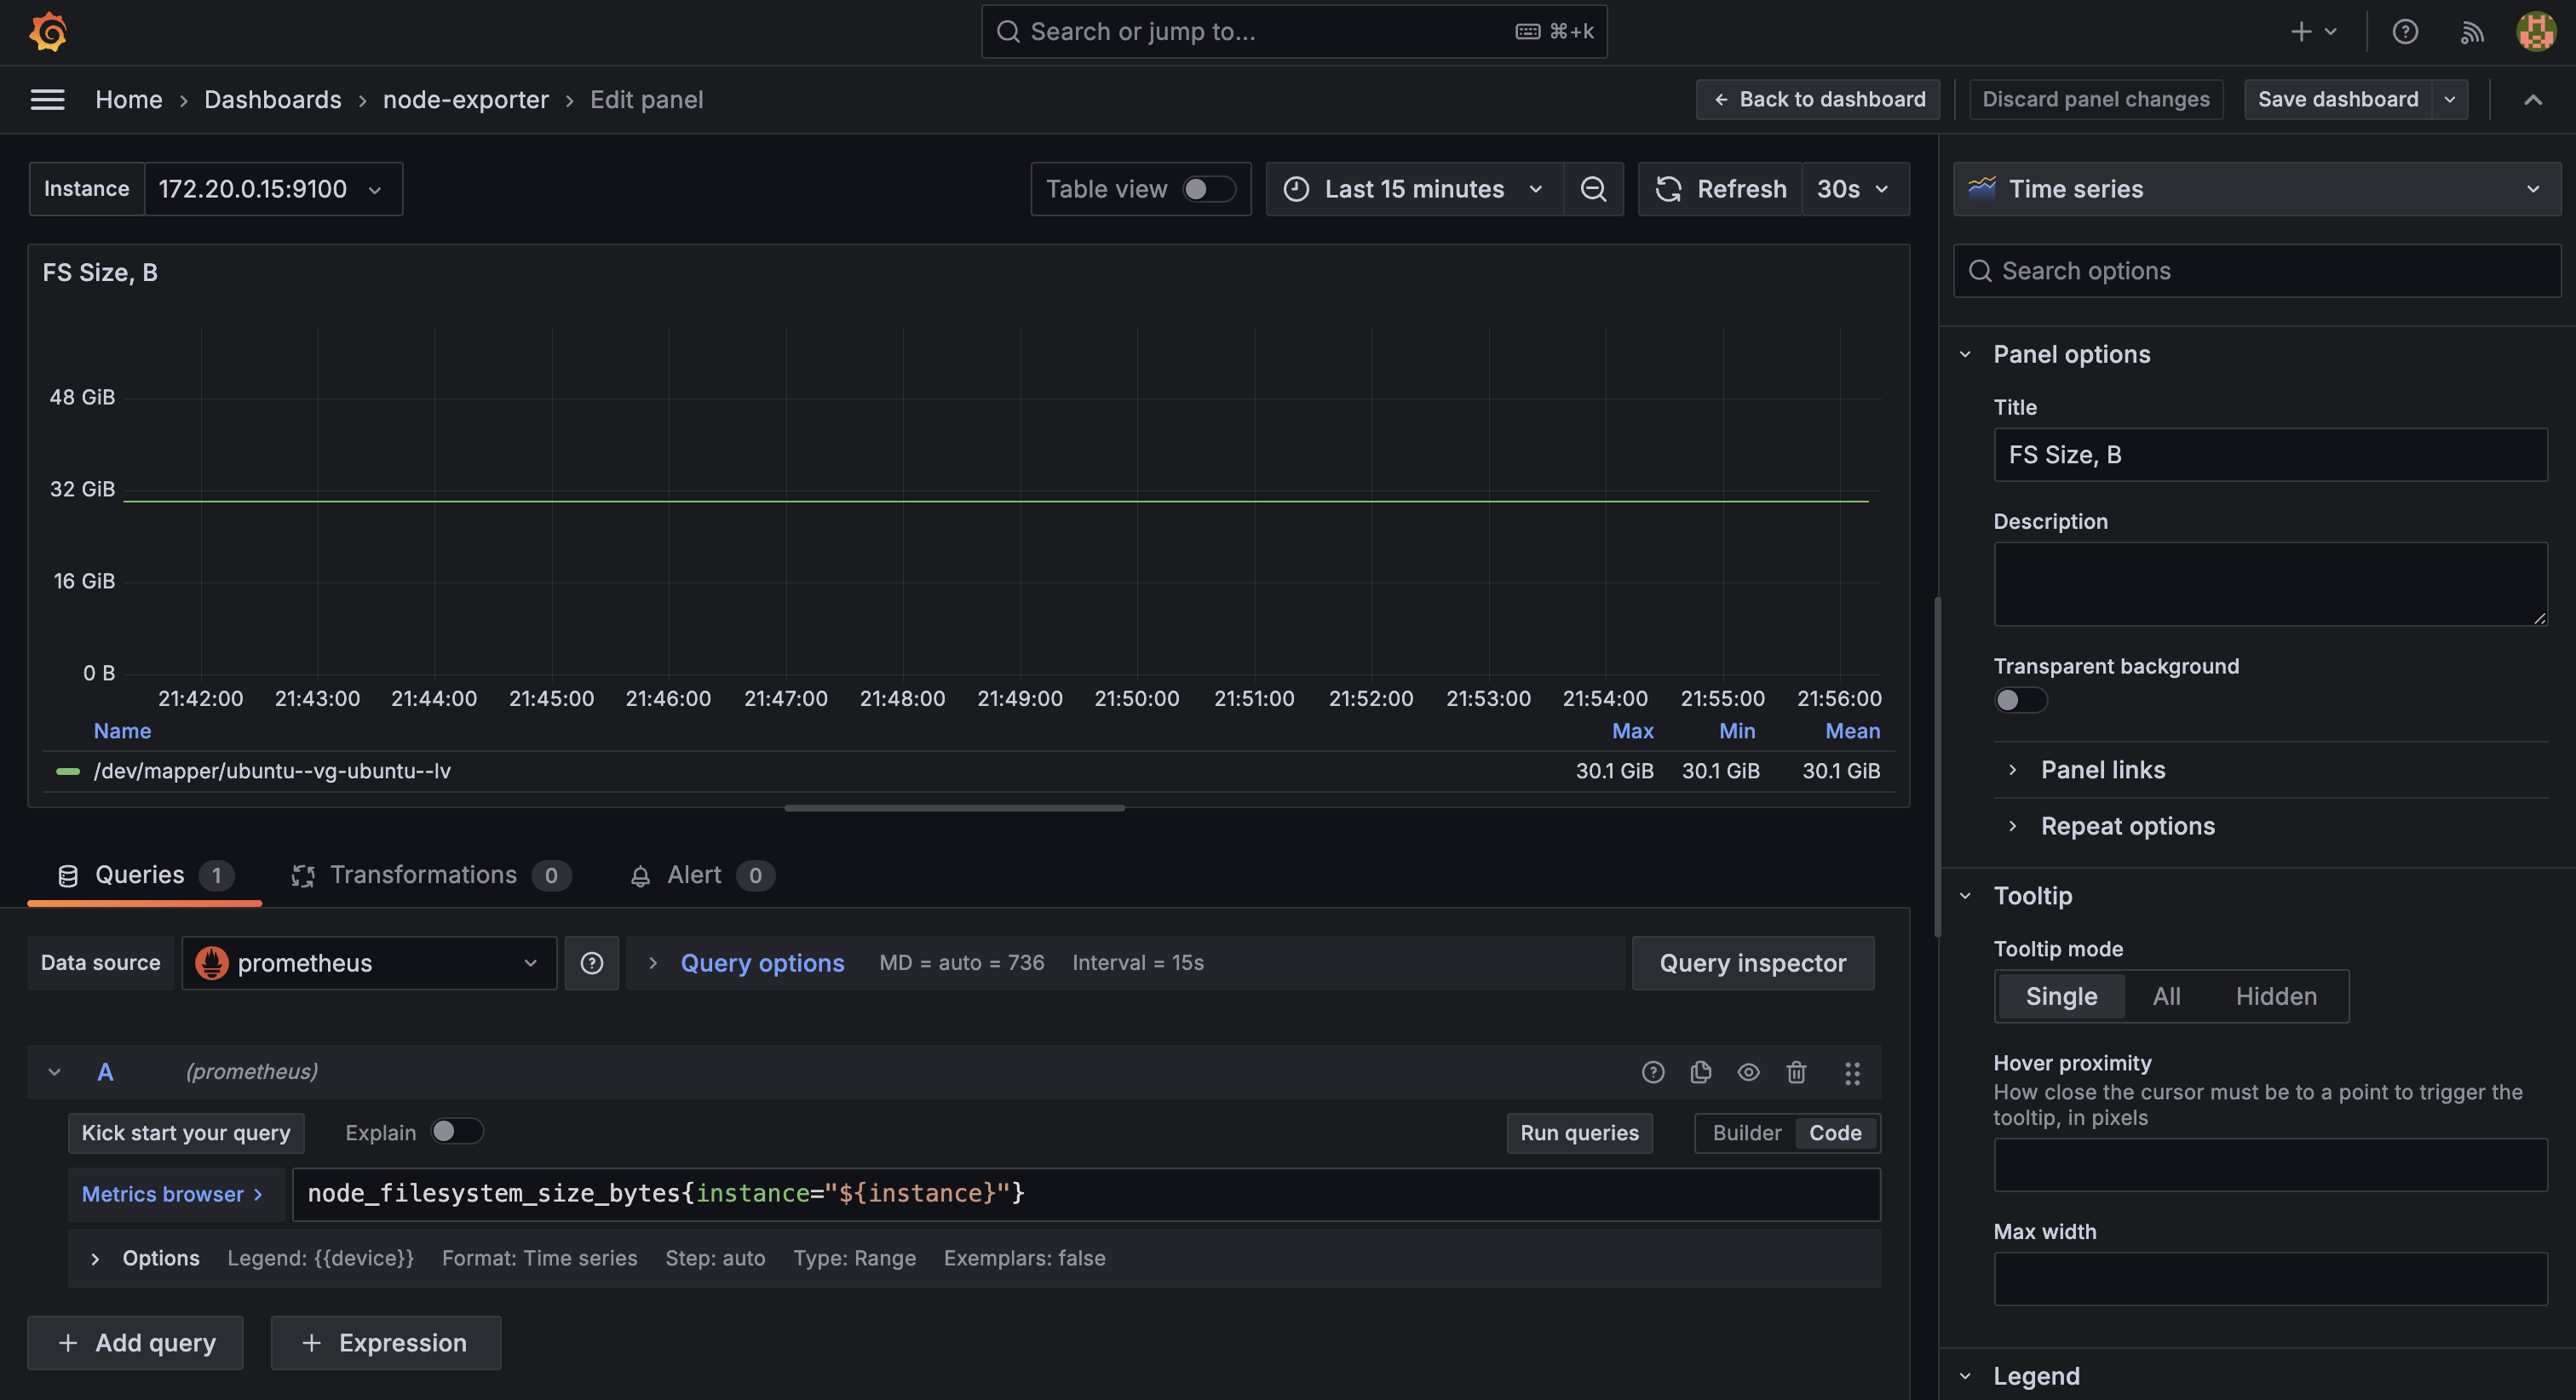 Search or jump to... ⌘+k
Home › Dashboards › node-exporter › Edit panel
← Back to dashboard
Discard panel changes
Save dashboard
Instance 172.20.0.15:9100
Table view
Last 15 minutes
Refresh 30s
FS Size, B
48 GiB
32 GiB
16 GiB
0 B
21:42:00 21:43:00 21:44:00 21:45:00 21:46:00 21:47:00 21:48:00 21:49:00 21:50:00 21:51:00 21:52:00 21:53:00 21:54:00 21:55:00 21:56:00
Name Max Min Mean
/dev/mapper/ubuntu--vg-ubuntu--lv 30.1 GiB 30.1 GiB 30.1 GiB
Queries 1 Transformations 0 Alert 0
Data source prometheus
Query options MD = auto = 736 Interval = 15s
Query inspector
A (prometheus)
Kick start your query Explain Run queries Builder Code
Metrics browser › node_filesystem_size_bytes{instance="${instance}"}
Options Legend: {{device}} Format: Time series Step: auto Type: Range Exemplars: false
+ Add query + Expression
Time series
Search options
Panel options
Title
FS Size, B
Description
Transparent background
Panel links
Repeat options
Tooltip
Tooltip mode
Single All Hidden
Hover proximity
How close the cursor must be to a point to trigger the
tooltip, in pixels
Max width
Legend